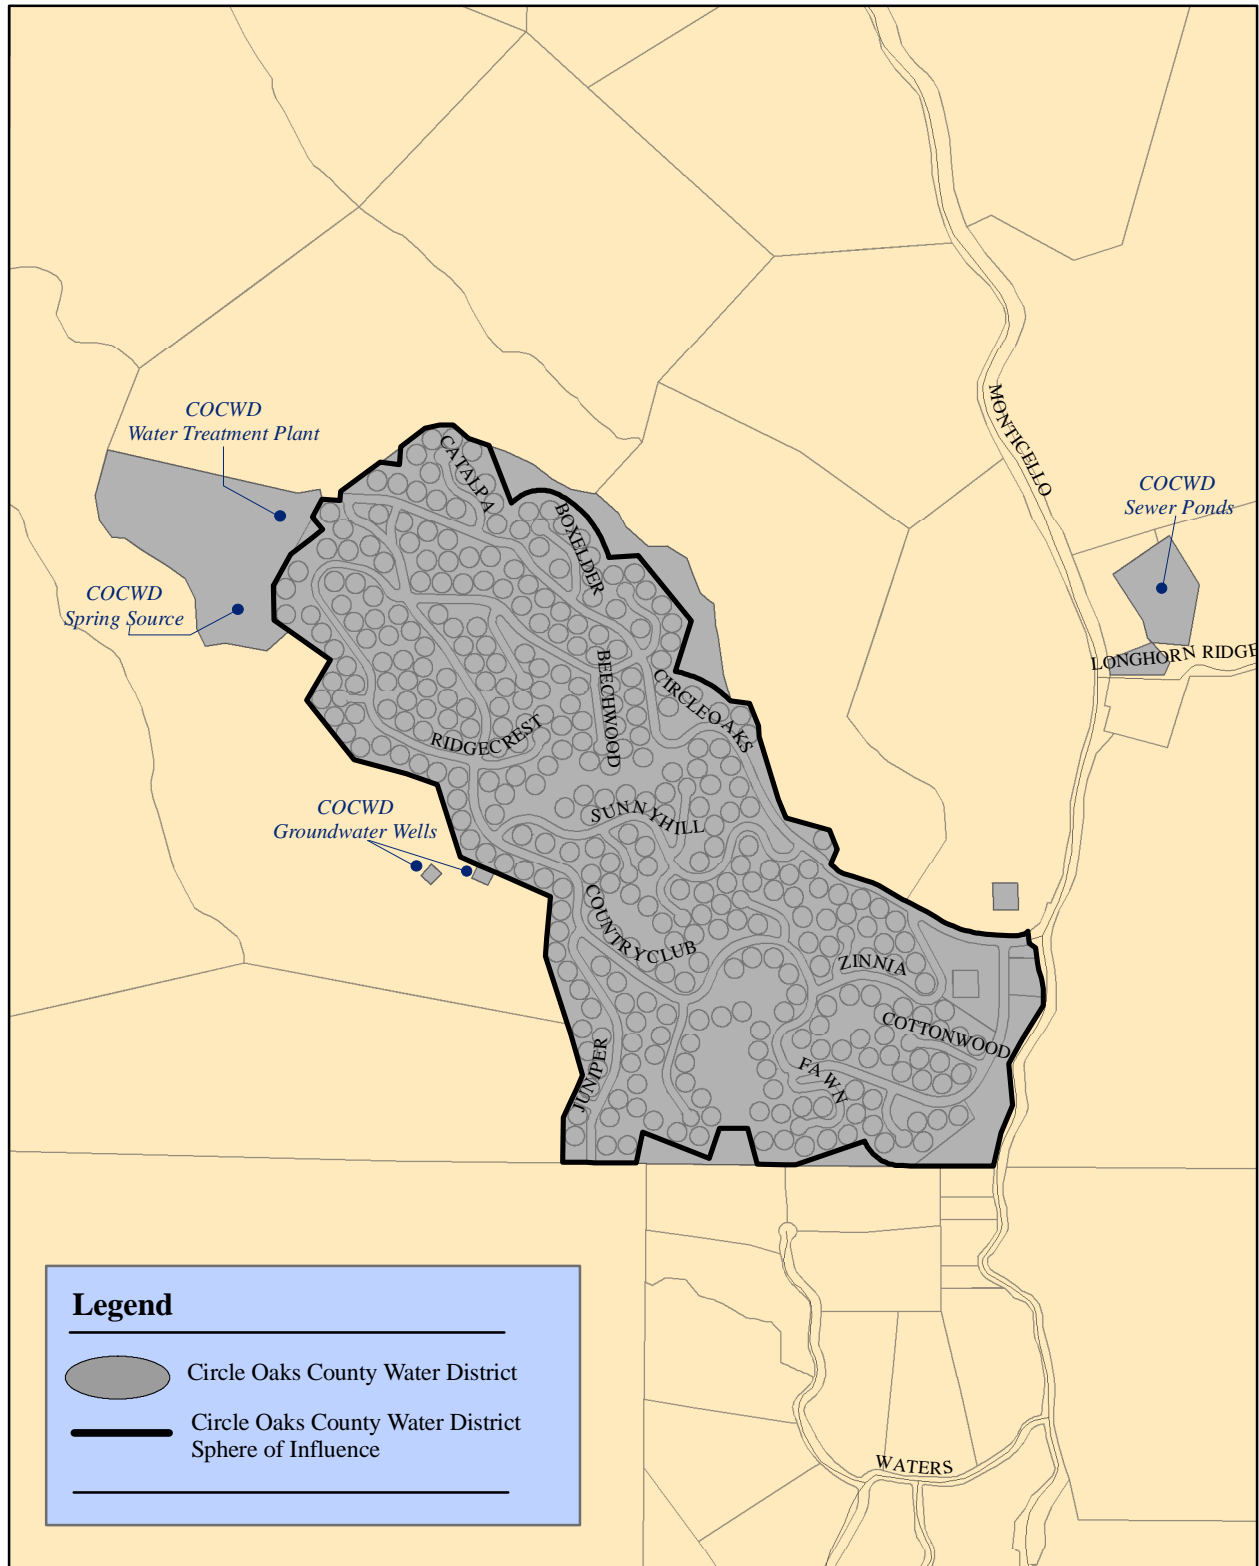 MONTICELLO
COCWD
Water Treatment Plant
CATALPA
COCWD
Sewer Ponds
BOXELDER
COCWD
Spring Source
LONGHORN RIDGE
BEECHWOOD
CIRCLEOAKS
RIDGECREST
COCWD
Groundwater Wells
SUNNYHILL
COUNTRYCLUB
ZINNIA
COTTONWOOD
JUNIPER
FAWN
Legend
Circle Oaks County Water District
Circle Oaks County Water District
Sphere of Influence
WATERS